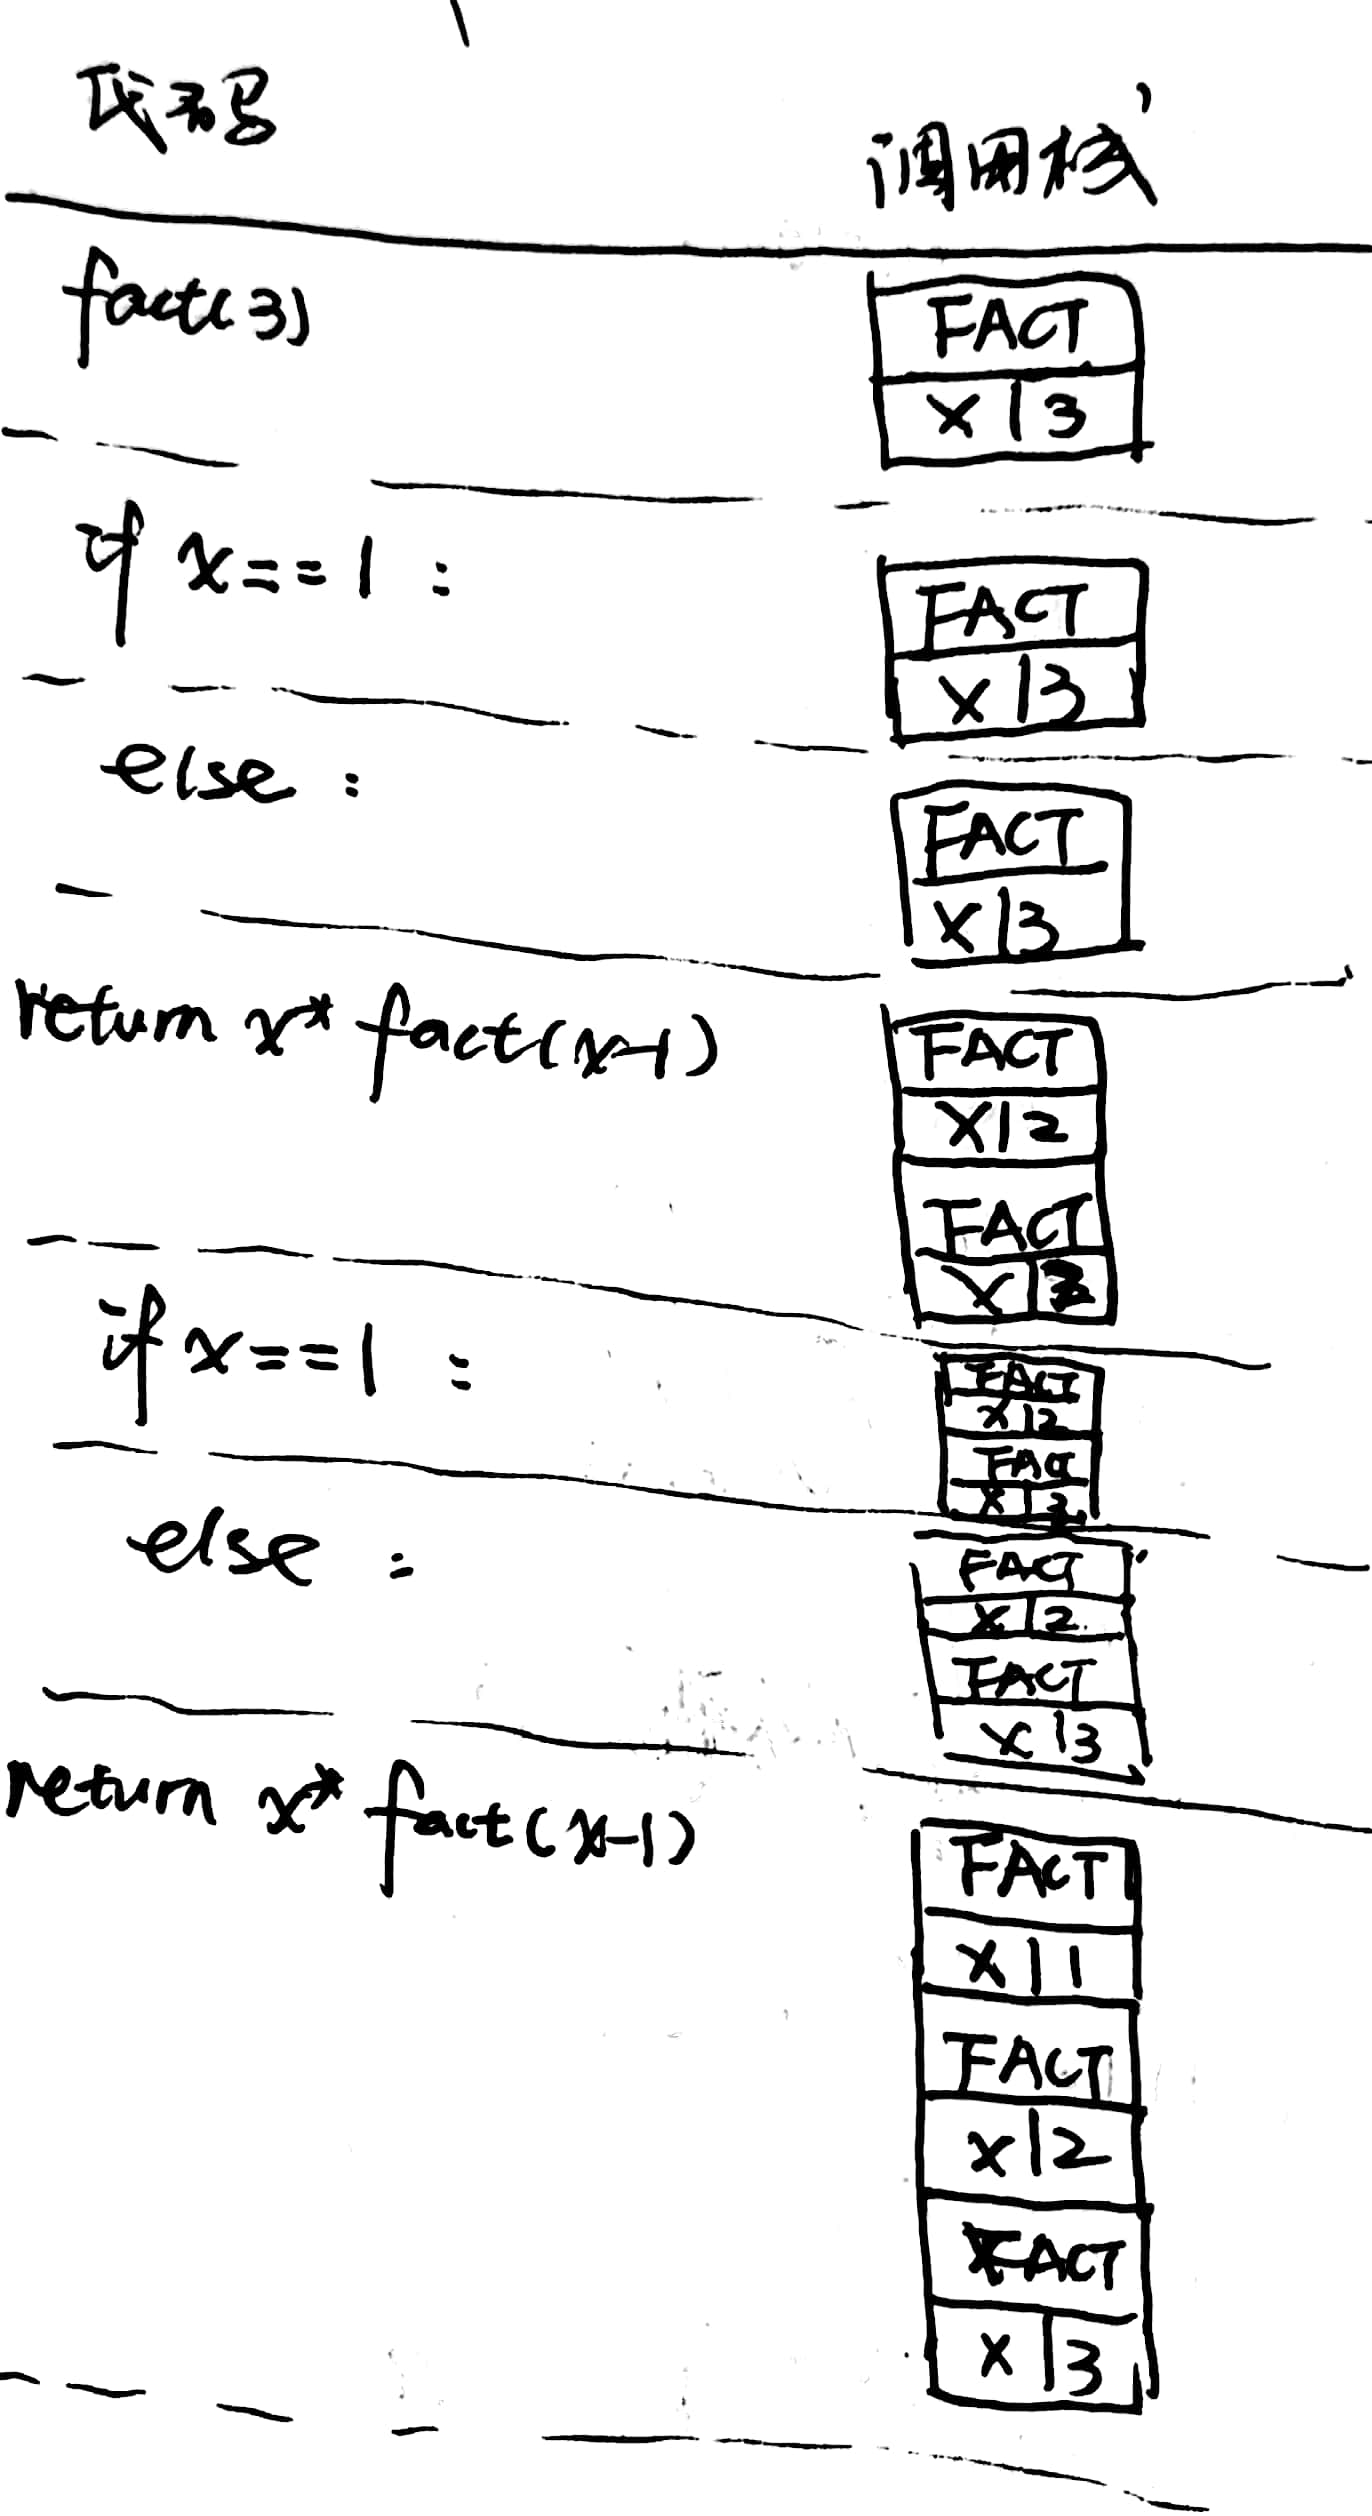 代码
调用栈
fact(3)
FACT
x | 3
if x==1 :
FACT
x | 3
else :
FACT
x | 3
return x* fact(x-1)
FACT
x | 2
FACT
x | 3
if x==1 :
FACT
x | 2
FACT
x | 3
else :
FACT
x | 2
FACT
x | 3
return x* fact(x-1)
FACT
x | 1
FACT
x | 2
FACT
x | 3